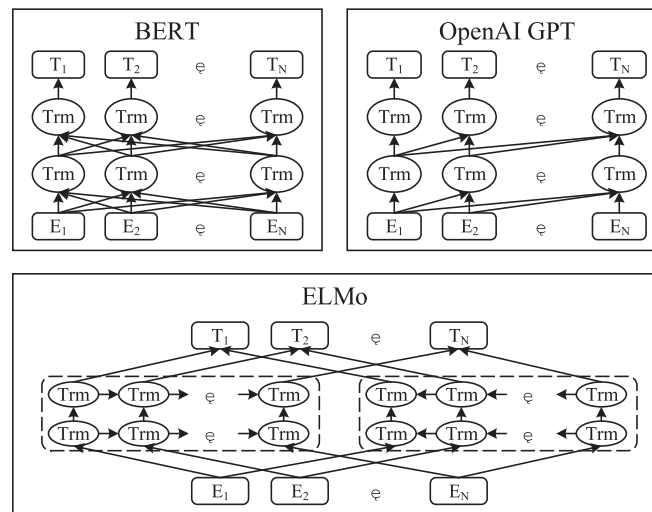 BERT
T1 T2 ę TN
Trm Trm ę Trm
Trm Trm ę Trm
E1 E2 ę EN
OpenAI GPT
T1 T2 ę TN
Trm Trm ę Trm
Trm Trm ę Trm
E1 E2 ę EN
ELMo
T1 T2 ę TN
Trm Trm ę Trm Trm Trm ę Trm
Trm Trm ę Trm Trm Trm ę Trm
E1 E2 ę EN